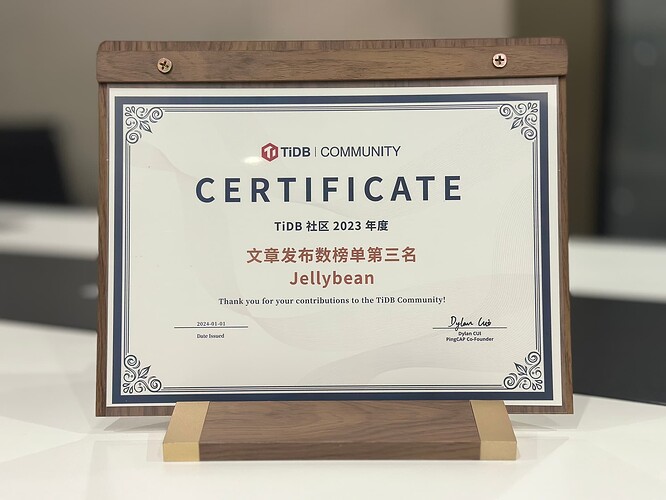 TiDB | COMMUNITY
CERTIFICATE
TiDB 社区 2023 年度
文章发布数榜单第三名
Jellybean
Thank you for your contributions to the TiDB Community!
2024-01-01
Date Issued
Dylan Cui
Dylan CUI
PingCAP Co-Founder